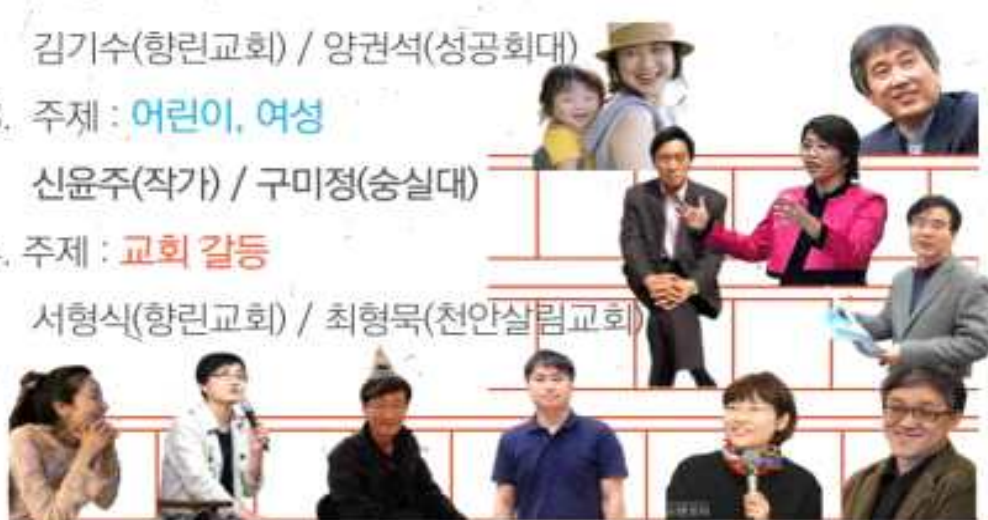 김기수(향린교회) / 양권석(성공회대)
. 주제 : 어린이, 여성
신윤주(작가) / 구미정(숭실대)
. 주제 : 교회 갈등
서형식(향린교회) / 최형묵(천안살림교회)